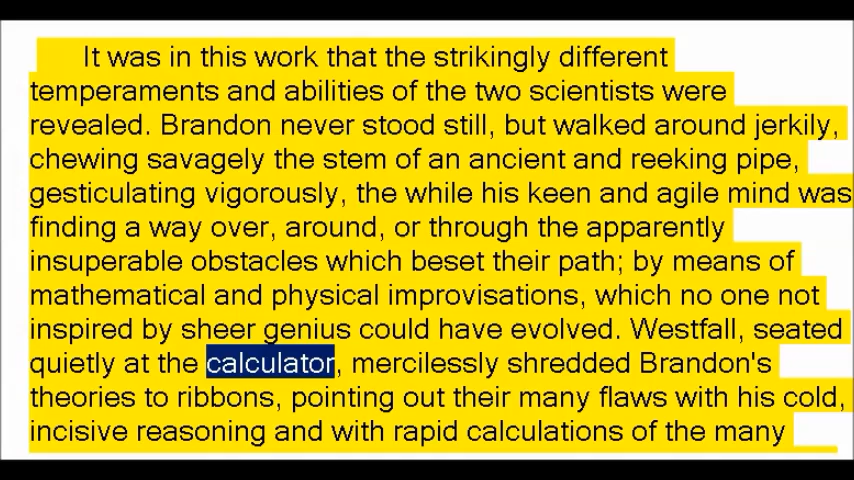 It was in this work that the strikingly different
temperaments and abilities of the two scientists were
revealed. Brandon never stood still, but walked around jerkily,
chewing savagely the stem of an ancient and reeking pipe,
gesticulating vigorously, the while his keen and agile mind was
finding a way over, around, or through the apparently
insuperable obstacles which beset their path; by means of
mathematical and physical improvisations, which no one not
inspired by sheer genius could have evolved. Westfall, seated
quietly at the calculator, mercilessly shredded Brandon's
theories to ribbons, pointing out their many flaws with his cold,
incisive reasoning and with rapid calculations of the many